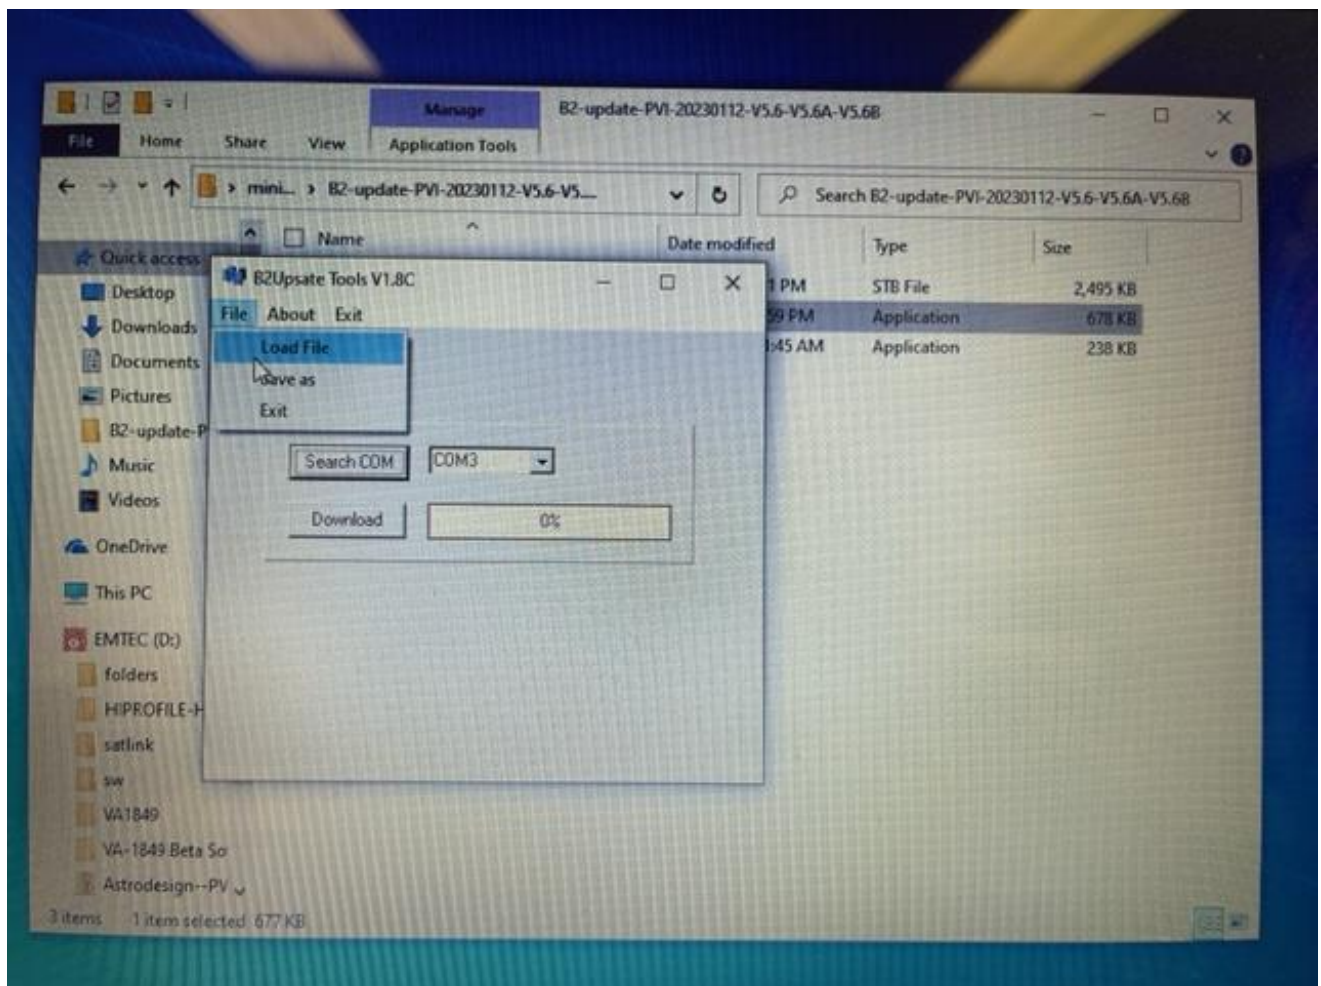 Manage
B2-update-PVI-20230112-V5.6-V5.6A-V5.6B
File Home Share View Application Tools
mini... B2-update-PVI-20230112-V5.6-V5....
Search B2-update-PVI-20230112-V5.6-V5.6A-V5.6B
Name Date modified Type Size
Quick access
Desktop
Downloads
Documents
Pictures
B2-update-P
Music
Videos
OneDrive
This PC
EMTEC (D:)
folders
HIPROFILE-H
satlink
sw
VA1849
VA-1849 Beta So
Astrodesign--PV
B2Upsate Tools V1.8C
File About Exit
Load File
Save as
Exit
Search COM COM3
Download 0%
1 PM STB File 2,495 KB
59 PM Application 678 KB
:45 AM Application 238 KB
3 items 1 item selected 677 KB